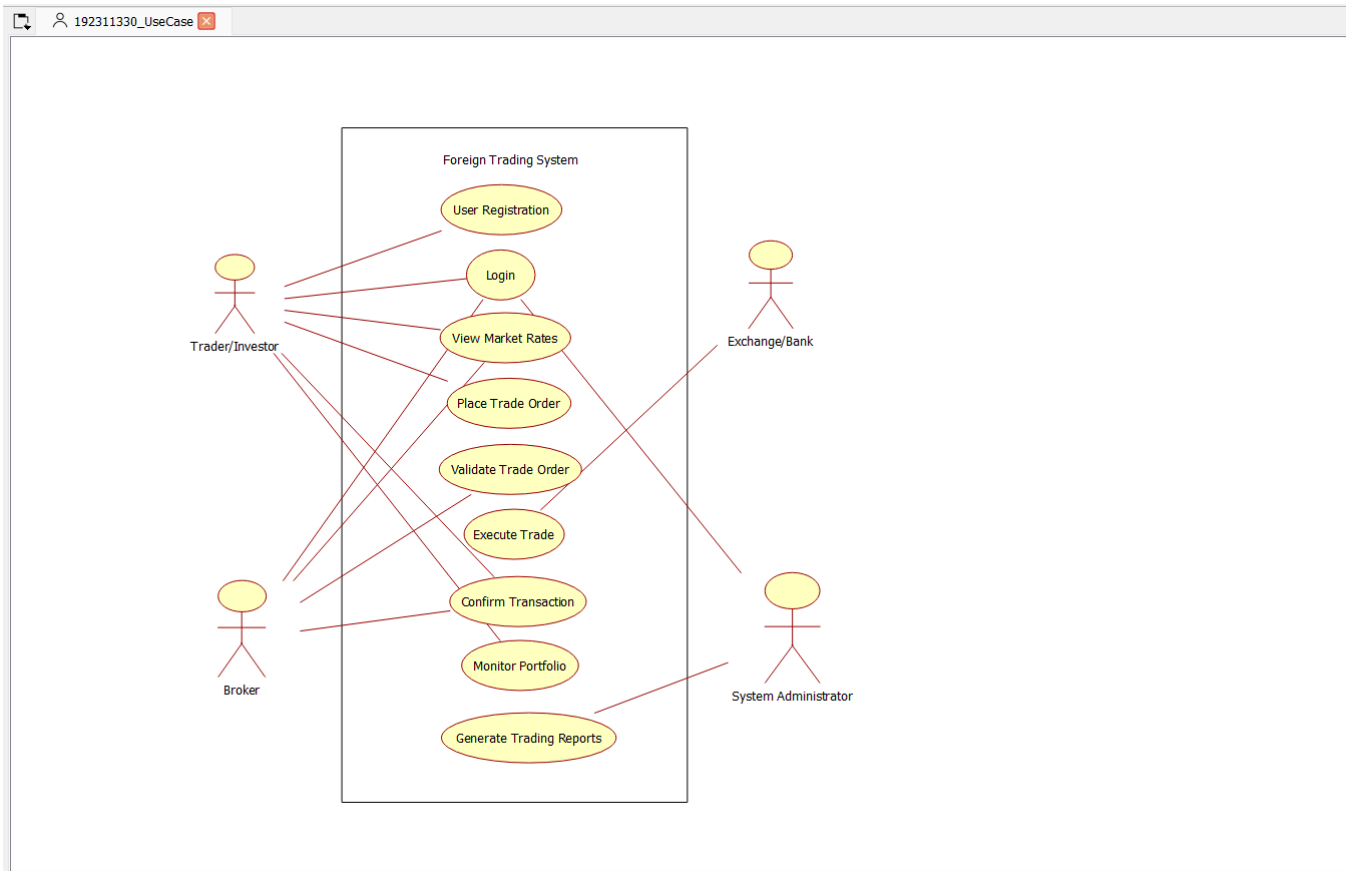 192311330_UseCase
Foreign Trading System
User Registration
Login
View Market Rates
Place Trade Order
Validate Trade Order
Execute Trade
Confirm Transaction
Monitor Portfolio
Generate Trading Reports
Trader/Investor
Broker
Exchange/Bank
System Administrator